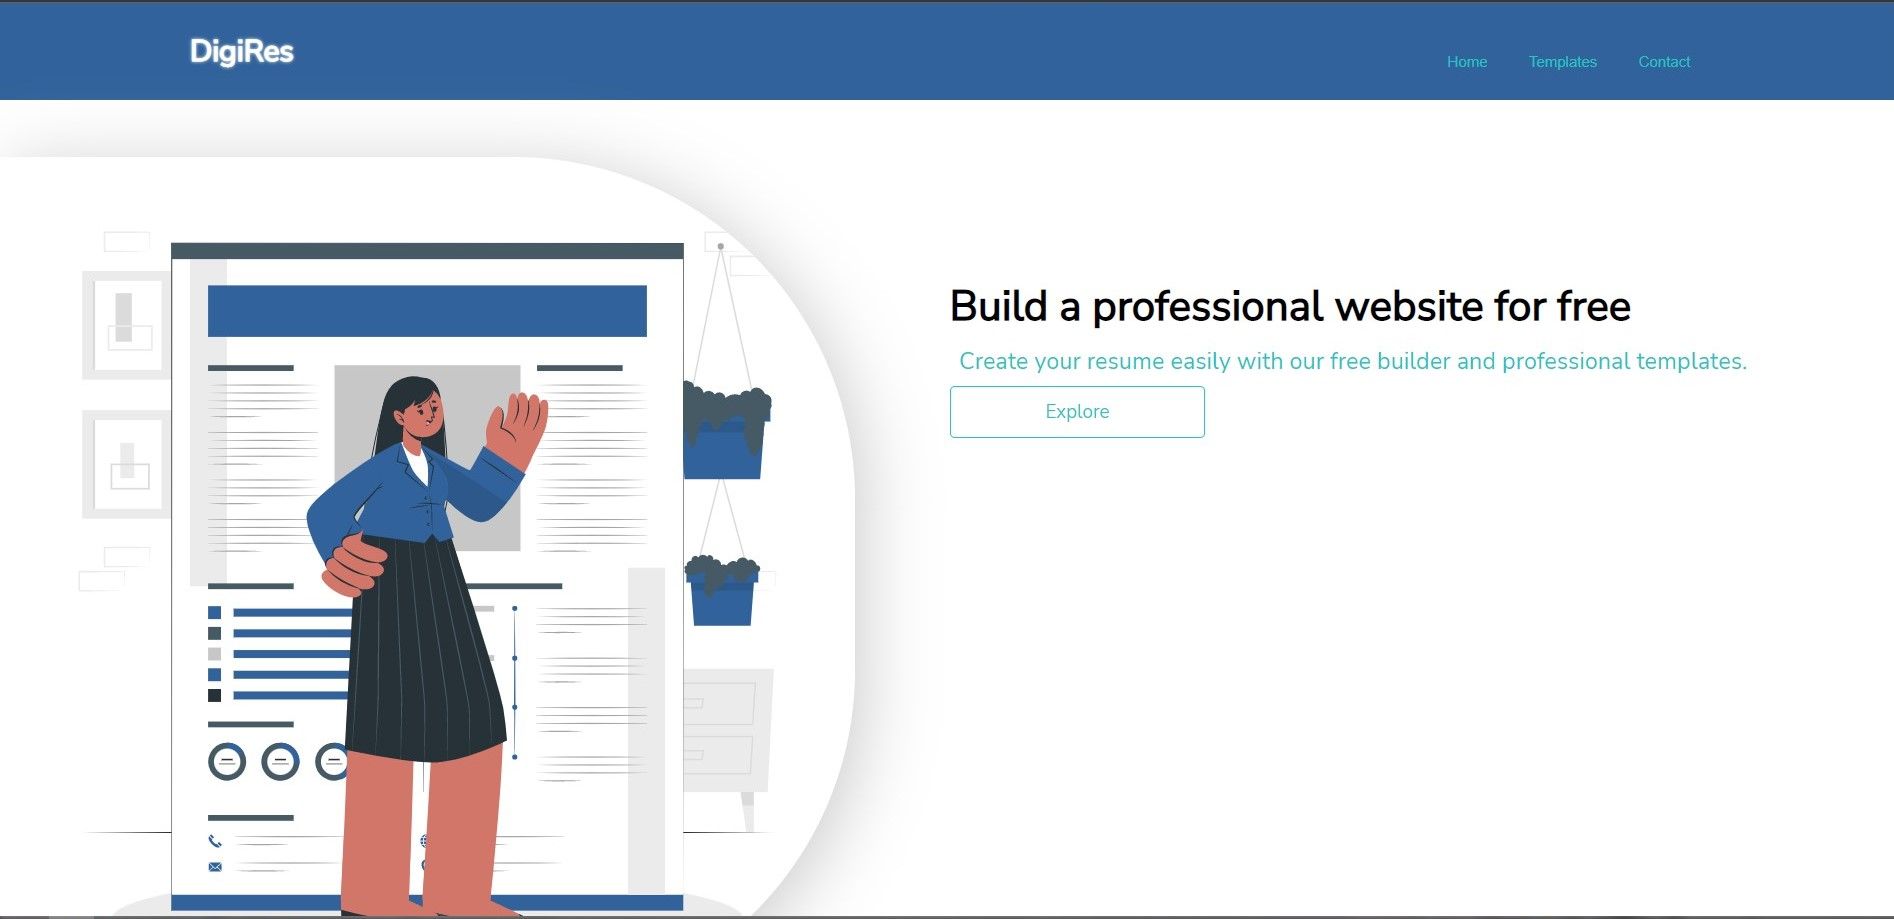 DigiRes
Home Templates Contact
Build a professional website for free
Create your resume easily with our free builder and professional templates.
Explore